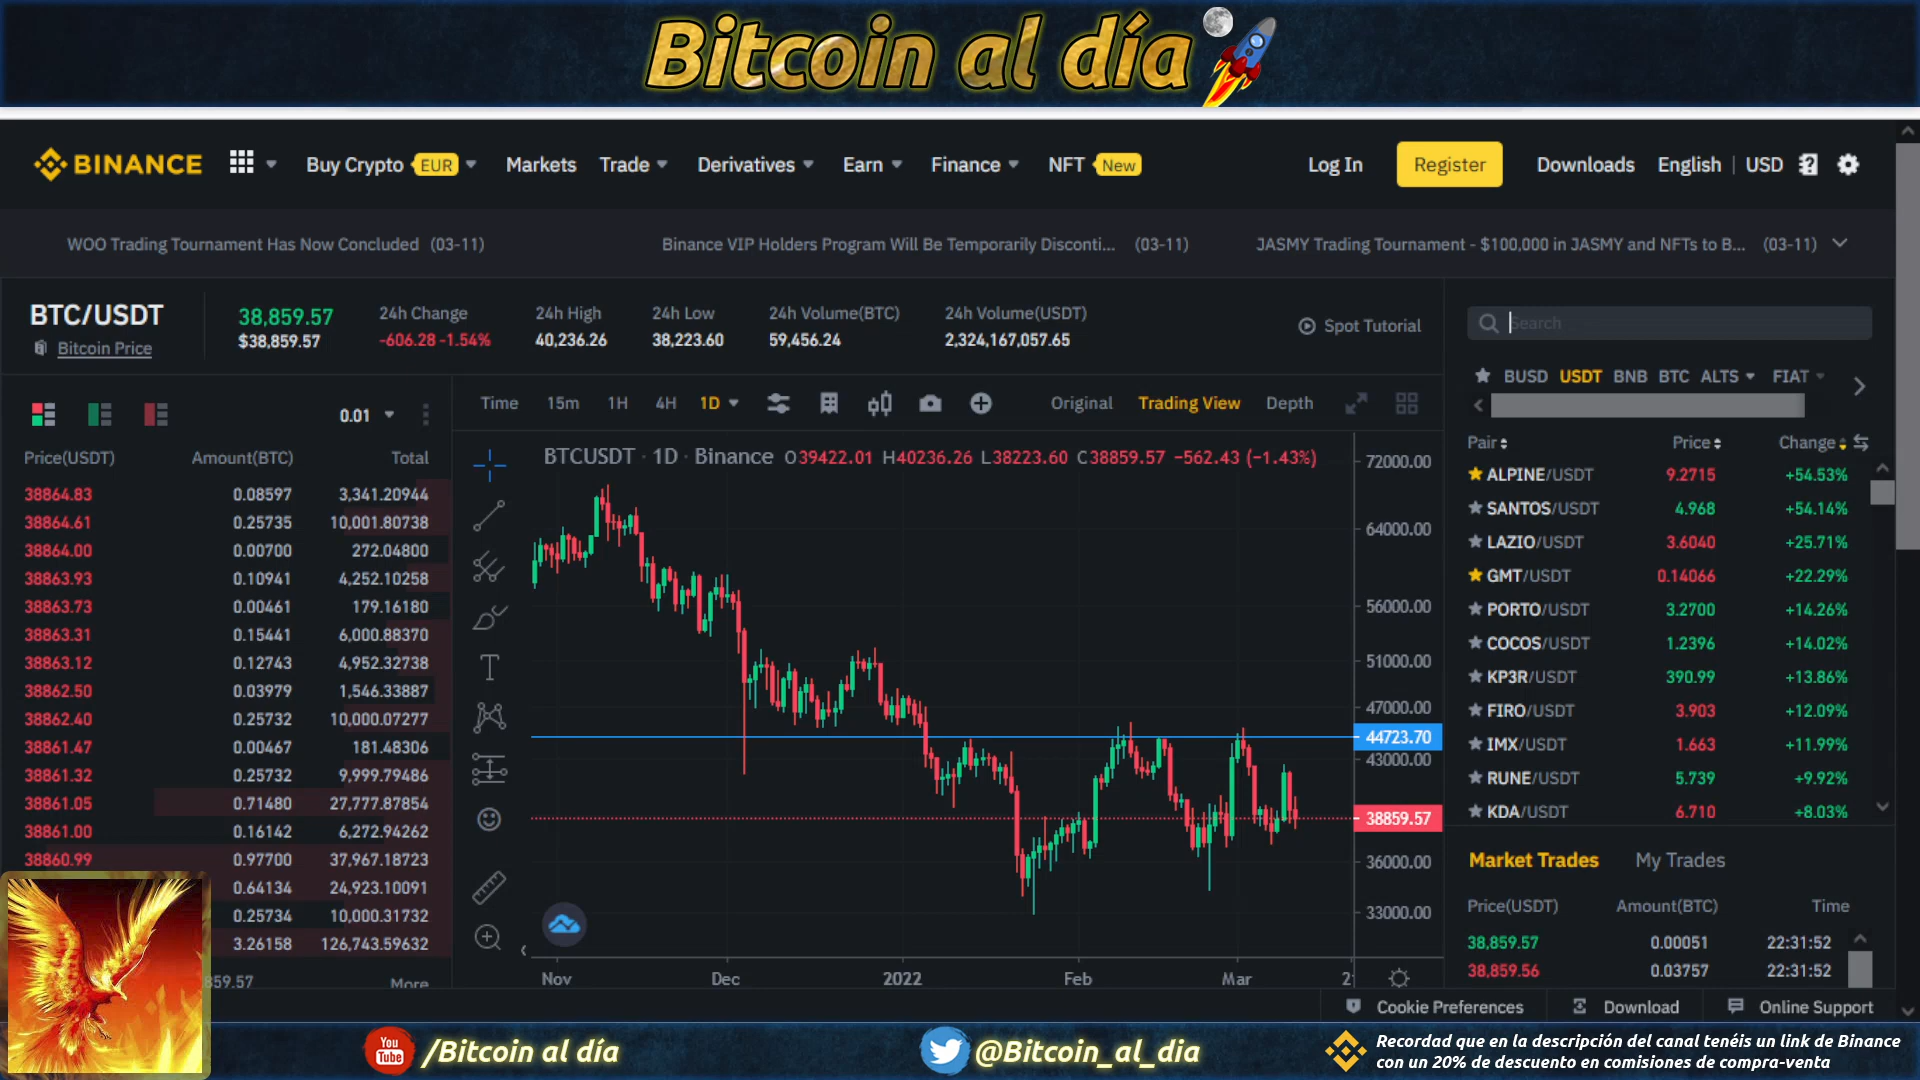 Bitcoin al día
BINANCE
Buy Crypto EUR Markets Trade Derivatives Earn Finance NFT New Log In Register Downloads English USD
WOO Trading Tournament Has Now Concluded (03-11) Binance VIP Holders Program Will Be Temporarily Disconti... (03-11) JASMY Trading Tournament - $100,000 in JASMY and NFTs to B... (03-11)
BTC/USDT
Bitcoin Price
38,859.57
$38,859.57
24h Change
-606.28 -1.54%
24h High
40,236.26
24h Low
38,223.60
24h Volume(BTC)
59,456.24
24h Volume(USDT)
2,324,167,057.65
Spot Tutorial
0.01
Price(USDT) Amount(BTC) Total
38864.83 0.08597 3,341.20944
38864.61 0.25735 10,001.80738
38864.00 0.00700 272.04800
38863.93 0.10941 4,252.10258
38863.73 0.00461 179.16180
38863.31 0.15441 6,000.88370
38863.12 0.12743 4,952.32738
38862.50 0.03979 1,546.33887
38862.40 0.25732 10,000.07277
38861.47 0.00467 181.48306
38861.32 0.25732 9,999.79486
38861.05 0.71480 27,777.87854
38861.00 0.16142 6,272.94262
38860.99 0.97700 37,967.18723
0.64134 24,923.10091
0.25734 10,000.31732
3.26158 126,743.59632
859.57 More
Time 15m 1H 4H 1D Original Trading View Depth
BTCUSDT · 1D · Binance O39422.01 H40236.26 L38223.60 C38859.57 -562.43 (-1.43%)
72000.00
64000.00
56000.00
51000.00
47000.00
44723.70
43000.00
38859.57
36000.00
33000.00
Nov Dec 2022 Feb Mar 2
Search
BUSD USDT BNB BTC ALTS FIAT
Pair Price Change
ALPINE/USDT 9.2715 +54.53%
SANTOS/USDT 4.968 +54.14%
LAZIO/USDT 3.6040 +25.71%
GMT/USDT 0.14066 +22.29%
PORTO/USDT 3.2700 +14.26%
COCOS/USDT 1.2396 +14.02%
KP3R/USDT 390.99 +13.86%
FIRO/USDT 3.903 +12.09%
IMX/USDT 1.663 +11.99%
RUNE/USDT 5.739 +9.92%
KDA/USDT 6.710 +8.03%
Market Trades My Trades
Price(USDT) Amount(BTC) Time
38,859.57 0.00051 22:31:52
38,859.56 0.03757 22:31:52
Cookie Preferences Download Online Support
You Tube /Bitcoin al día
@Bitcoin_al_dia
Recordad que en la descripción del canal tenéis un link de Binance
con un 20% de descuento en comisiones de compra-venta